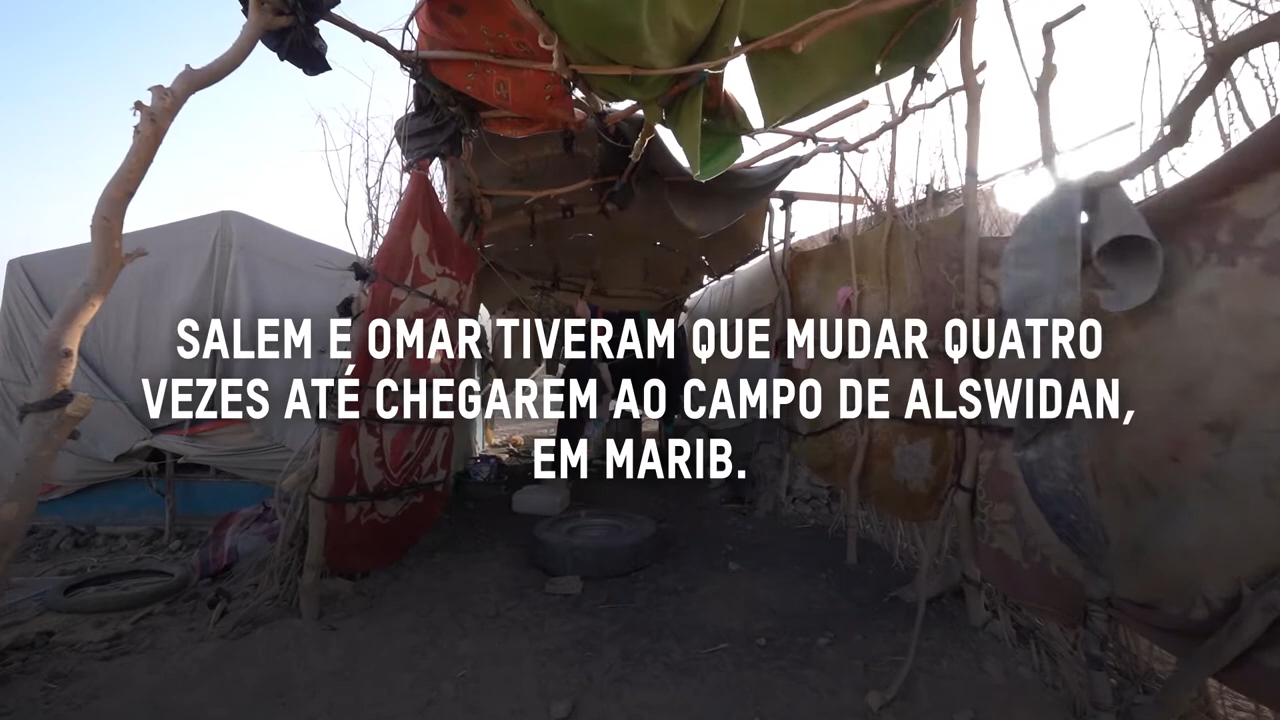 SALEM E OMAR TIVERAM QUE MUDAR QUATRO
VEZES ATÉ CHEGAREM AO CAMPO DE ALSWIDAN,
EM MARIB.